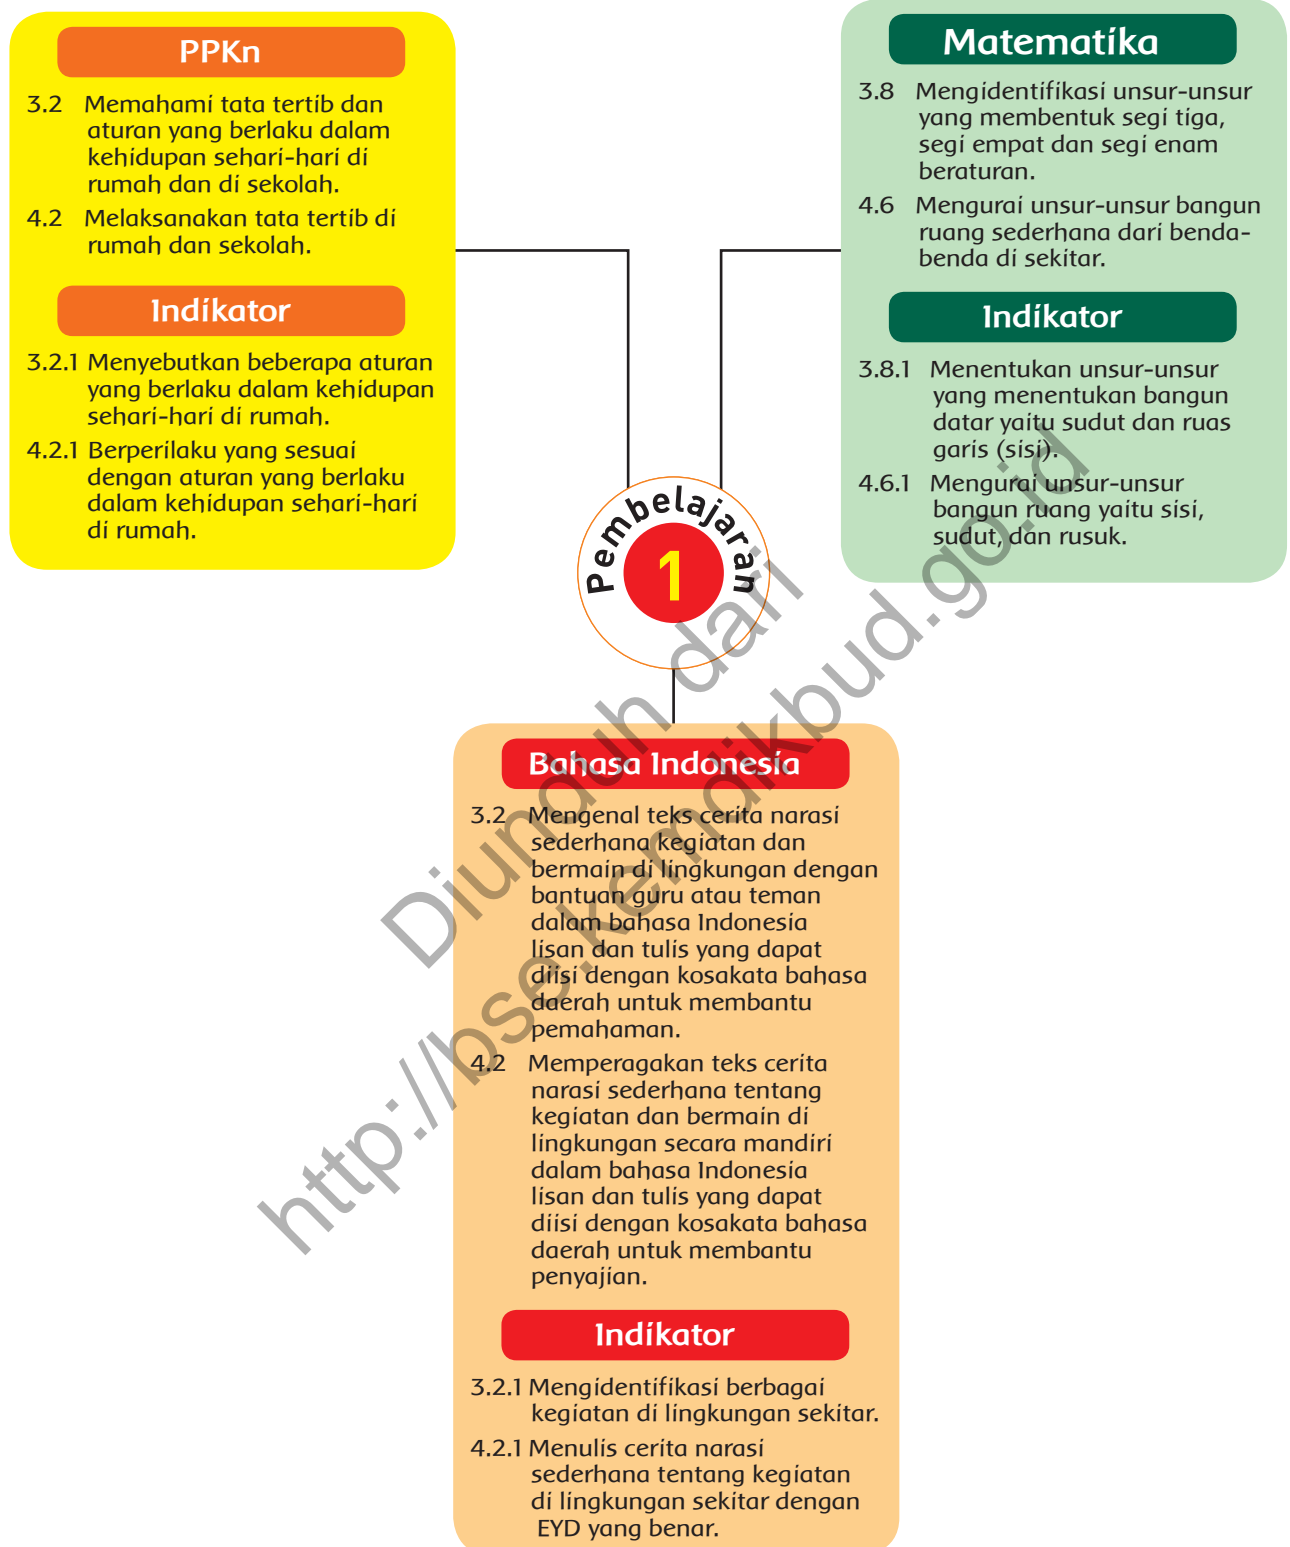 PPKn
3.2 Memahami tata tertib dan
aturan yang berlaku dalam
kehidupan sehari-hari di
rumah dan di sekolah.
4.2 Melaksanakan tata tertib di
rumah dan sekolah.
Indikator
3.2.1 Menyebutkan beberapa aturan
yang berlaku dalam kehidupan
sehari-hari di rumah.
4.2.1 Berperilaku yang sesuai
dengan aturan yang berlaku
dalam kehidupan sehari-hari
di rumah.
Matematika
3.8 Mengidentifikasi unsur-unsur
yang membentuk segi tiga,
segi empat dan segi enam
beraturan.
4.6 Mengurai unsur-unsur bangun
ruang sederhana dari benda-
benda di sekitar.
Indikator
3.8.1 Menentukan unsur-unsur
yang menentukan bangun
datar yaitu sudut dan ruas
garis (sisi).
4.6.1 Mengurai unsur-unsur
bangun ruang yaitu sisi,
sudut, dan rusuk.
Pembelajaran
1
Bahasa Indonesia
3.2 Mengenal teks cerita narasi
sederhana kegiatan dan
bermain di lingkungan dengan
bantuan guru atau teman
dalam bahasa Indonesia
lisan dan tulis yang dapat
diisi dengan kosakata bahasa
daerah untuk membantu
pemahaman.
4.2 Memperagakan teks cerita
narasi sederhana tentang
kegiatan dan bermain di
lingkungan secara mandiri
dalam bahasa Indonesia
lisan dan tulis yang dapat
diisi dengan kosakata bahasa
daerah untuk membantu
penyajian.
Indikator
3.2.1 Mengidentifikasi berbagai
kegiatan di lingkungan sekitar.
4.2.1 Menulis cerita narasi
sederhana tentang kegiatan
di lingkungan sekitar dengan
EYD yang benar.
Diunduh dari
http://bse.kemdikbud.go.id